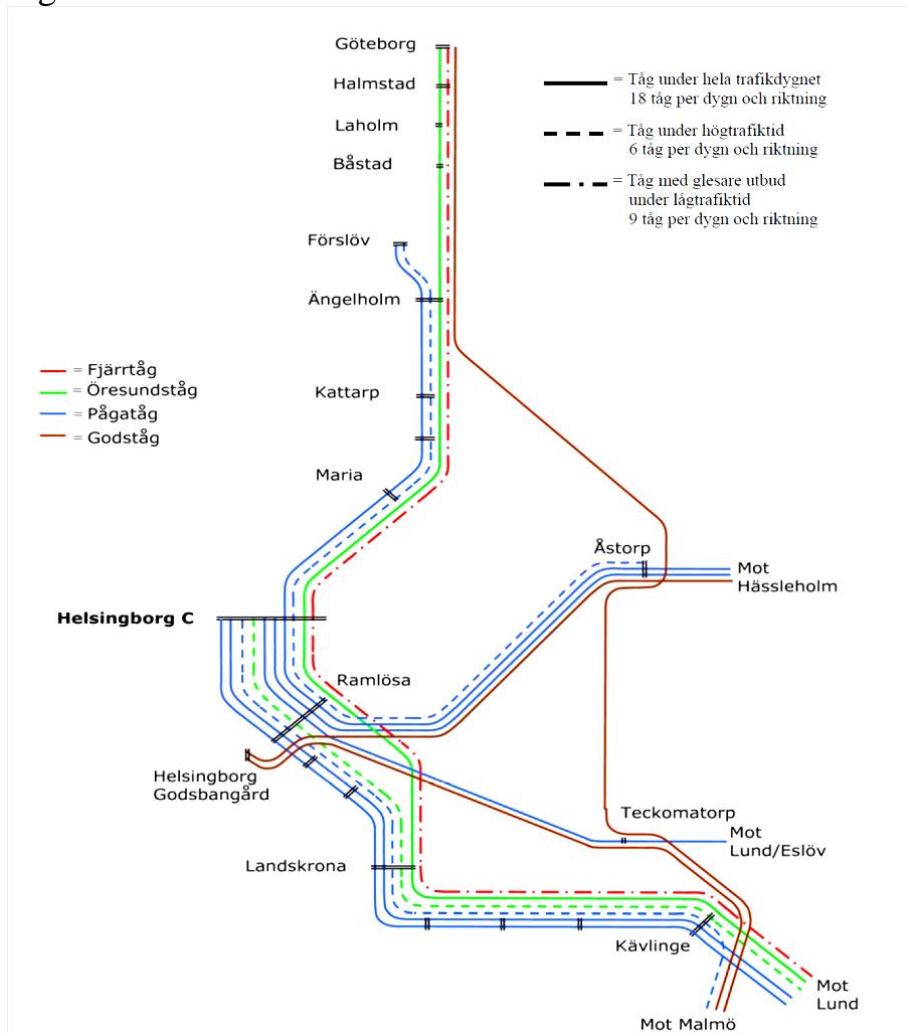 Göteborg
Halmstad
Laholm
Båstad
Förslöv
Ängelholm
Kattarp
Maria
= Tåg under hela trafikdygnet
18 tåg per dygn och riktning
= Tåg under högtrafiktid
6 tåg per dygn och riktning
= Tåg med glesare utbud
under lågtrafiktid
9 tåg per dygn och riktning
= Fjärrtåg
= Öresundståg
= Pågatåg
= Godståg
Åstorp
Mot
Hässleholm
Helsingborg C
Ramlösa
Helsingborg
Godsbangård
Teckomatorp
Mot
Lund/Eslöv
Landskrona
Kävlinge
Mot
Lund
Mot Malmö